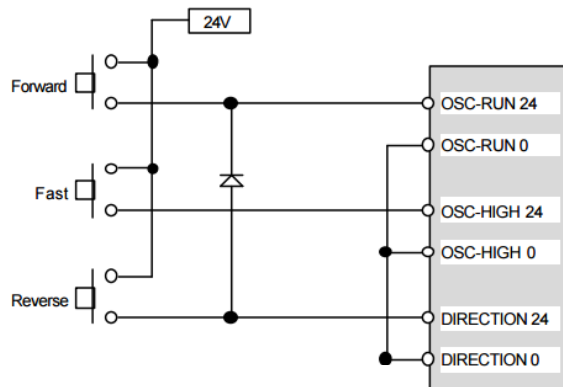 24V
Forward
OSC-RUN 24
OSC-RUN 0
Fast
OSC-HIGH 24
OSC-HIGH 0
Reverse
DIRECTION 24
DIRECTION 0